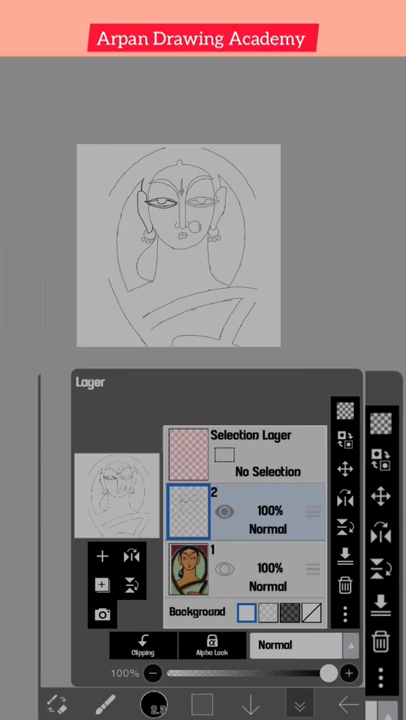 Arpan Drawing Academy
Layer
Selection Layer
No Selection
2
100%
Normal
1
100%
Normal
Background
Clipping
Alpha Lock
Normal
100%